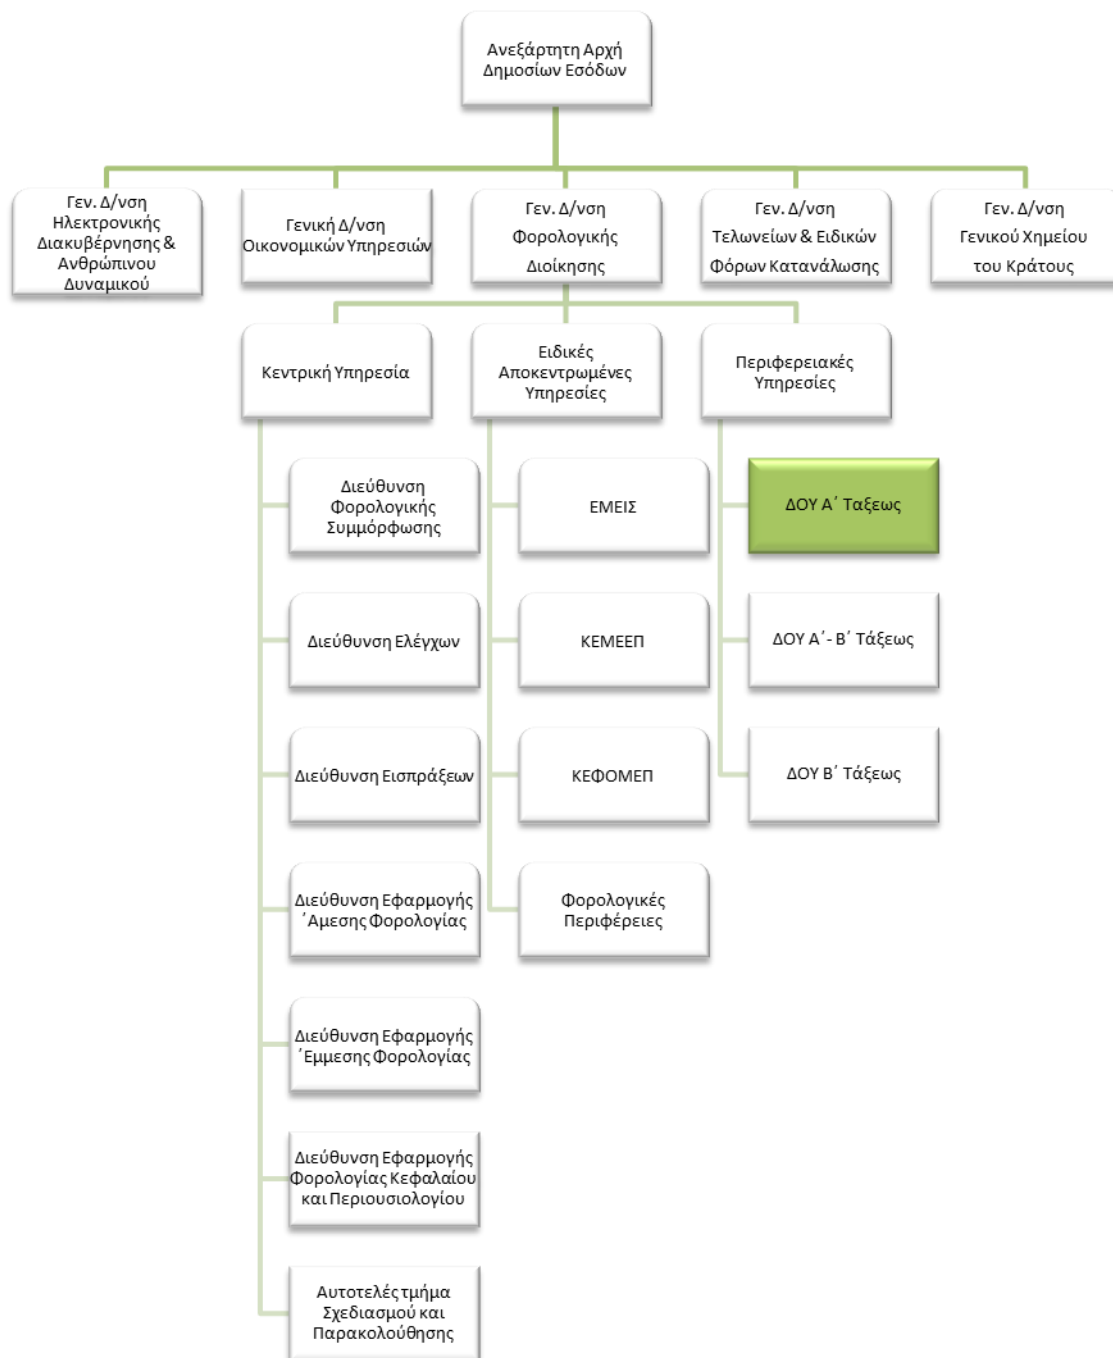 Ανεξάρτητη Αρχή
Δημοσίων Εσόδων
Γεν. Δ/νση
Ηλεκτρονικής
Διακυβέρνησης &
Ανθρώπινου
Δυναμικού
Γενική Δ/νση
Οικονομικών Υπηρεσιών
Γεν. Δ/νση
Φορολογικής
Διοίκησης
Γεν. Δ/νση
Τελωνείων & Ειδικών
Φόρων Κατανάλωσης
Γεν. Δ/νση
Γενικού Χημείου
του Κράτους
Κεντρική Υπηρεσία
Ειδικές
Αποκεντρωμένες
Υπηρεσίες
Περιφερειακές
Υπηρεσίες
Διεύθυνση
Φορολογικής
Συμμόρφωσης
ΕΜΕΙΣ
ΔΟΥ Α΄ Ταξεως
Διεύθυνση Ελέγχων
ΚΕΜΕΕΠ
ΔΟΥ Α΄- Β΄ Τάξεως
Διεύθυνση Εισπράξεων
ΚΕΦΟΜΕΠ
ΔΟΥ Β΄ Τάξεως
Διεύθυνση Εφαρμογής
΄Αμεσης Φορολογίας
Φορολογικές
Περιφέρειες
Διεύθυνση Εφαρμογής
΄Εμμεσης Φορολογίας
Διεύθυνση Εφαρμογής
Φορολογίας Κεφαλαίου
και Περιουσιολογίου
Αυτοτελές τμήμα
Σχεδιασμού και
Παρακολούθησης